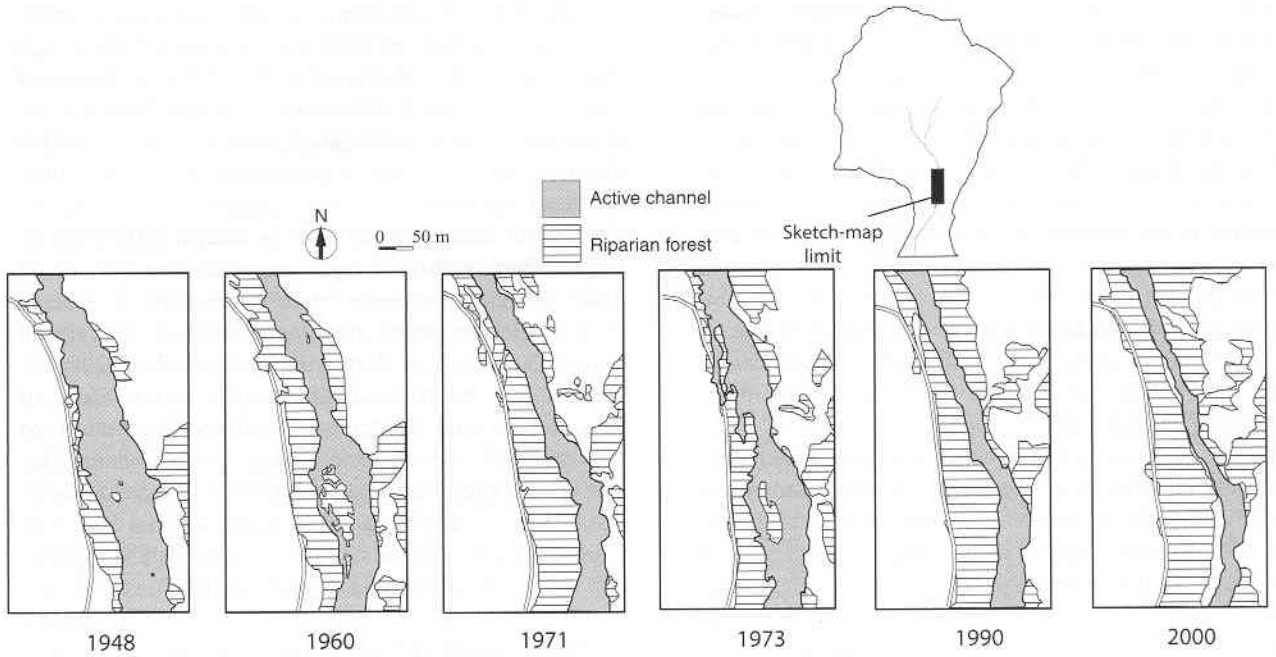 Active channel
N
0 50 m
Riparian forest
Sketch-map
limit
1948
1960
1971
1973
1990
2000